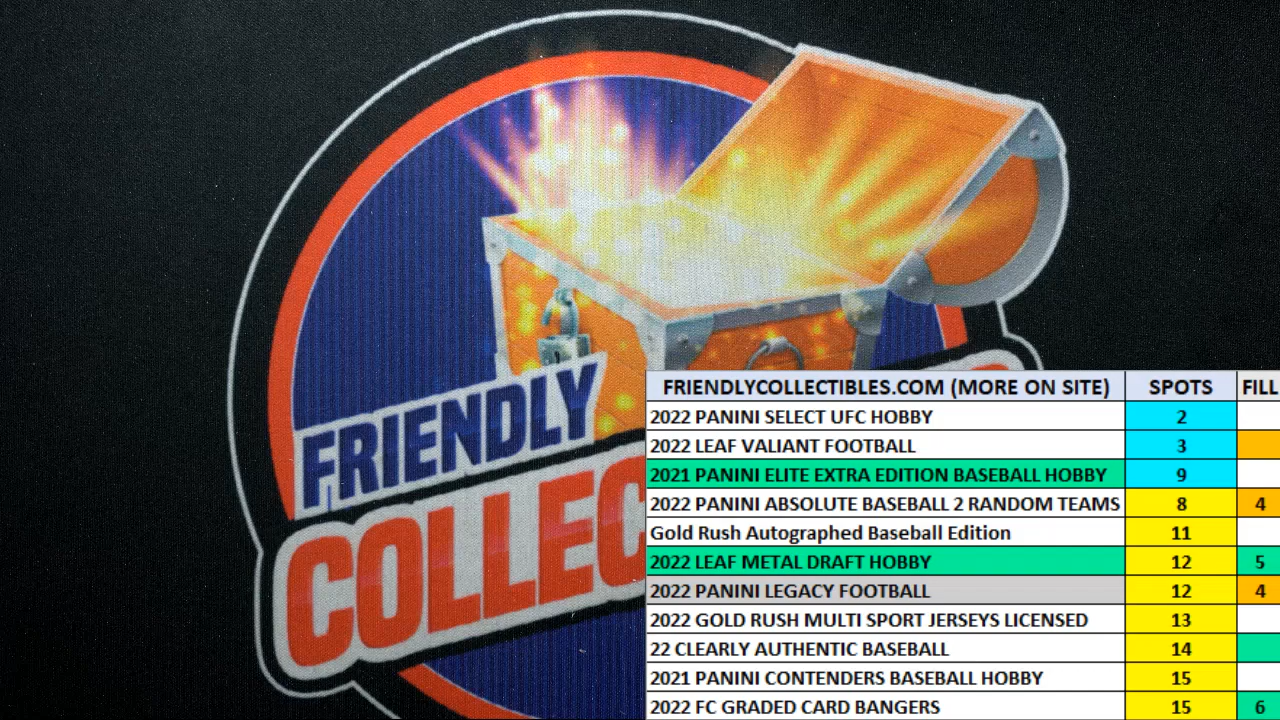 FRIENDLY
COLLEC
FRIENDLYCOLLECTIBLES.COM (MORE ON SITE) SPOTS FILL
2022 PANINI SELECT UFC HOBBY 2
2022 LEAF VALIANT FOOTBALL 3
2021 PANINI ELITE EXTRA EDITION BASEBALL HOBBY 9
2022 PANINI ABSOLUTE BASEBALL 2 RANDOM TEAMS 8 4
Gold Rush Autographed Baseball Edition 11
2022 LEAF METAL DRAFT HOBBY 12 5
2022 PANINI LEGACY FOOTBALL 12 4
2022 GOLD RUSH MULTI SPORT JERSEYS LICENSED 13
22 CLEARLY AUTHENTIC BASEBALL 14
2021 PANINI CONTENDERS BASEBALL HOBBY 15
2022 FC GRADED CARD BANGERS 15 6